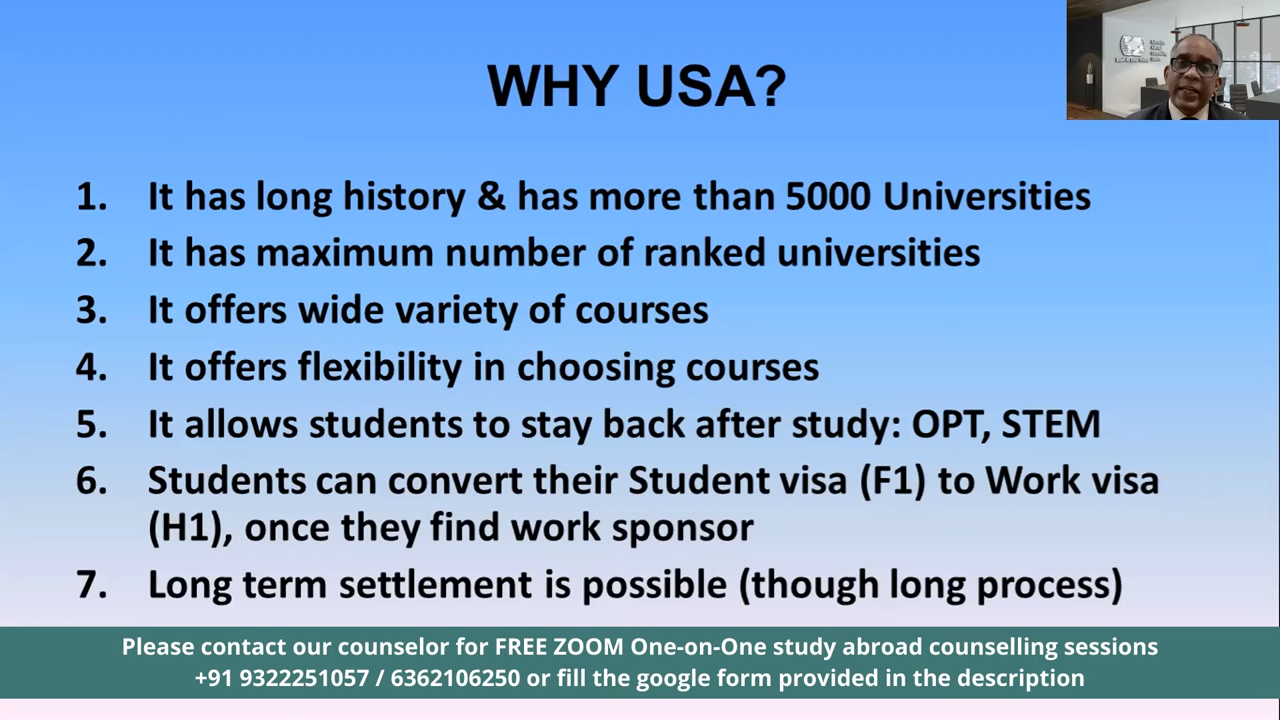 WHY USA?
1. It has long history & has more than 5000 Universities
2. It has maximum number of ranked universities
3. It offers wide variety of courses
4. It offers flexibility in choosing courses
5. It allows students to stay back after study: OPT, STEM
6. Students can convert their Student visa (F1) to Work visa
(H1), once they find work sponsor
7. Long term settlement is possible (though long process)
Please contact our counselor for FREE ZOOM One-on-One study abroad counselling sessions
+91 9322251057 / 6362106250 or fill the google form provided in the description